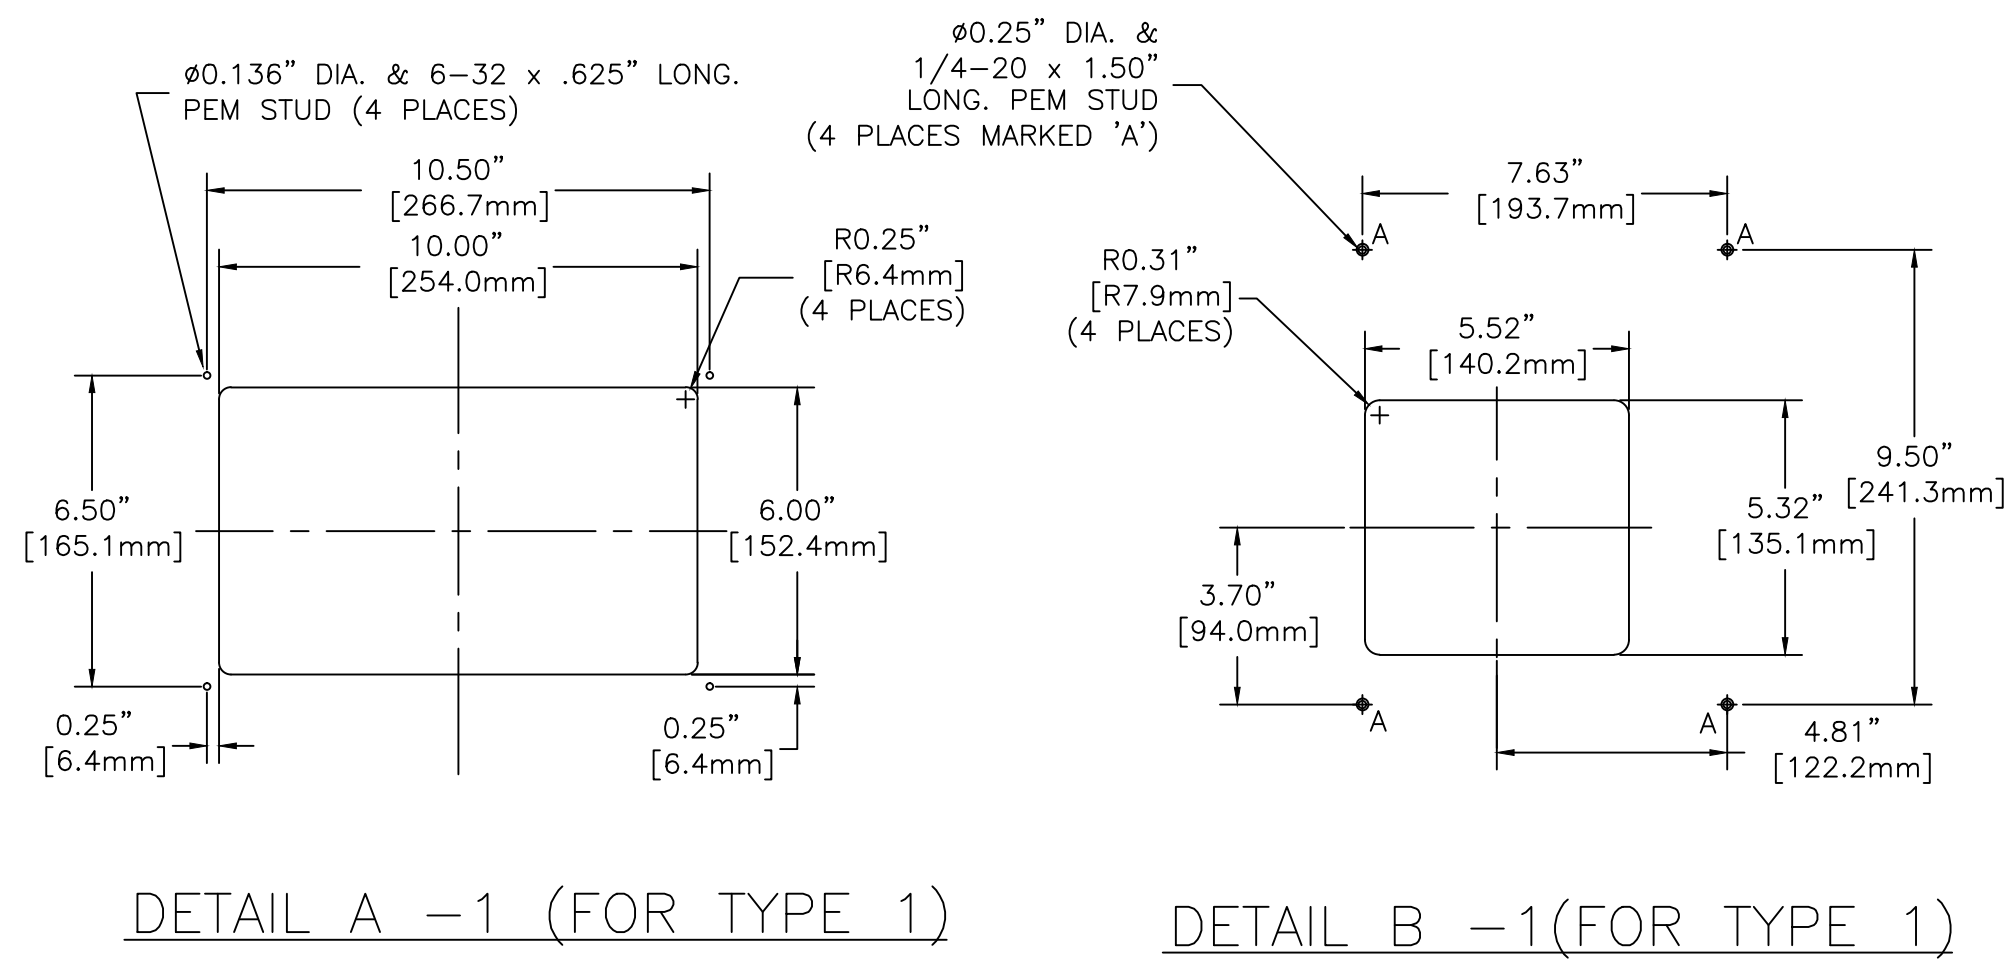 ø0.136” DIA. & 6-32 x .625” LONG.
PEM STUD (4 PLACES)
10.50”
[266.7mm]
10.00”
[254.0mm]
R0.25”
[R6.4mm]
(4 PLACES)
6.50”
[165.1mm]
6.00”
[152.4mm]
0.25”
[6.4mm]
0.25”
[6.4mm]
DETAIL A -1 (FOR TYPE 1)
ø0.25” DIA. &
1/4-20 x 1.50”
LONG. PEM STUD
(4 PLACES MARKED 'A')
7.63”
[193.7mm]
A
A
R0.31”
[R7.9mm]
(4 PLACES)
5.52”
[140.2mm]
9.50”
[241.3mm]
5.32”
[135.1mm]
3.70”
[94.0mm]
A
A
4.81”
[122.2mm]
DETAIL B -1(FOR TYPE 1)